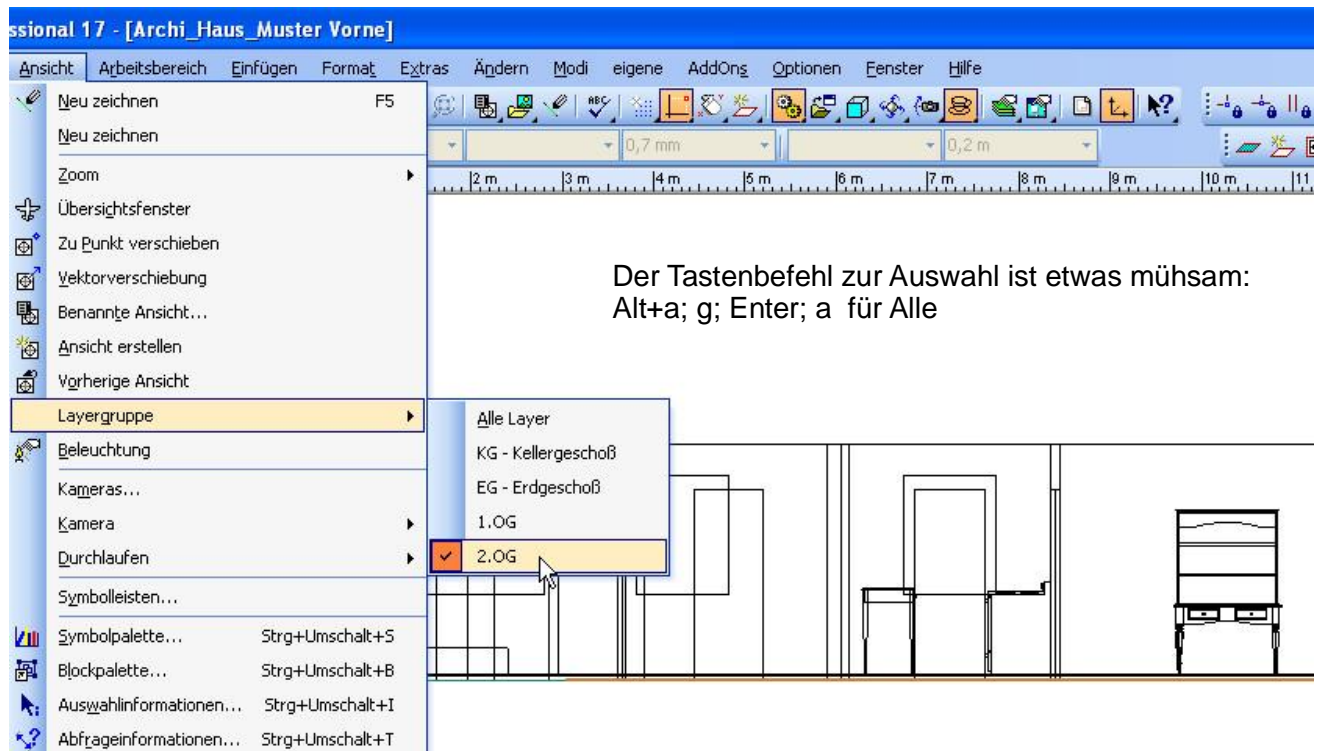 ssional 17 - [Archi_Haus_Muster Vorne]
Ansicht Arbeitsbereich Einfügen Format Extras Ändern Modi eigene AddOns Optionen Fenster Hilfe
Neu zeichnen F5
ABC
Neu zeichnen
0,7 mm 0,2 m
Zoom
2 m 3 m 4 m 5 m 6 m 7 m 8 m 9 m 10 m 11
Übersichtsfenster
Zu Punkt verschieben
Vektorverschiebung
Benannte Ansicht...
Ansicht erstellen
Vorherige Ansicht
Der Tastenbefehl zur Auswahl ist etwas mühsam:
Alt+a; g; Enter; a für Alle
Layergruppe
Alle Layer
KG - Kellergeschoß
EG - Erdgeschoß
1.OG
2.OG
Beleuchtung
Kameras...
Kamera
Durchlaufen
Symbolleisten...
Symbolpalette... Strg+Umschalt+S
Blockpalette... Strg+Umschalt+B
Auswahlinformationen... Strg+Umschalt+I
Abfrageinformationen... Strg+Umschalt+T